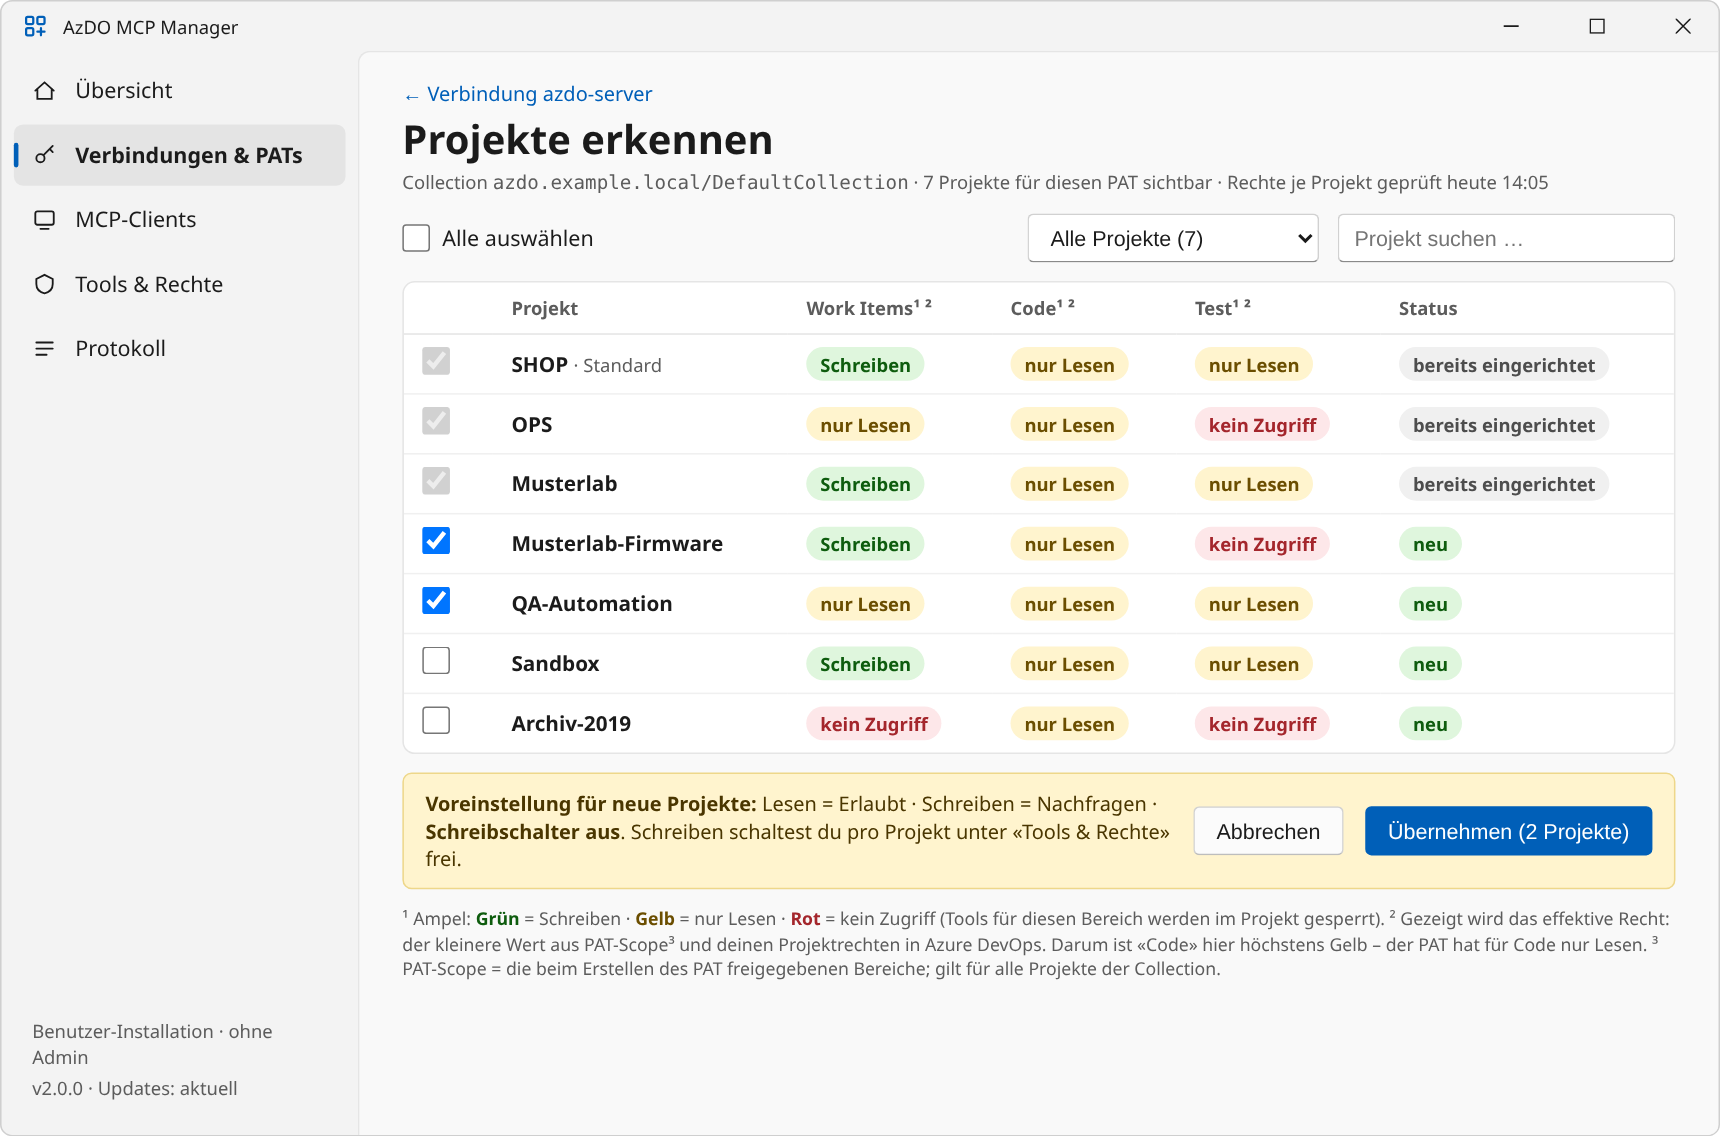 AzDO MCP Manager
Übersicht
Verbindungen & PATs
MCP-Clients
Tools & Rechte
Protokoll
Benutzer-Installation · ohne
Admin
v2.0.0 · Updates: aktuell
← Verbindung azdo-server
Projekte erkennen
Collection azdo.example.local/DefaultCollection · 7 Projekte für diesen PAT sichtbar · Rechte je Projekt geprüft heute 14:05
Alle auswählen Alle Projekte (7) Projekt suchen …
Projekt Work Items¹ ² Code¹ ² Test¹ ² Status
SHOP · Standard Schreiben nur Lesen nur Lesen bereits eingerichtet
OPS nur Lesen nur Lesen kein Zugriff bereits eingerichtet
Musterlab Schreiben nur Lesen nur Lesen bereits eingerichtet
Musterlab-Firmware Schreiben nur Lesen kein Zugriff neu
QA-Automation nur Lesen nur Lesen nur Lesen neu
Sandbox Schreiben nur Lesen nur Lesen neu
Archiv-2019 kein Zugriff nur Lesen kein Zugriff neu
Voreinstellung für neue Projekte: Lesen = Erlaubt · Schreiben = Nachfragen ·
Schreibschalter aus. Schreiben schaltest du pro Projekt unter «Tools & Rechte»
frei.
Abbrechen Übernehmen (2 Projekte)
¹ Ampel: Grün = Schreiben · Gelb = nur Lesen · Rot = kein Zugriff (Tools für diesen Bereich werden im Projekt gesperrt). ² Gezeigt wird das effektive Recht:
der kleinere Wert aus PAT-Scope³ und deinen Projektrechten in Azure DevOps. Darum ist «Code» hier höchstens Gelb – der PAT hat für Code nur Lesen. ³
PAT-Scope = die beim Erstellen des PAT freigegebenen Bereiche; gilt für alle Projekte der Collection.